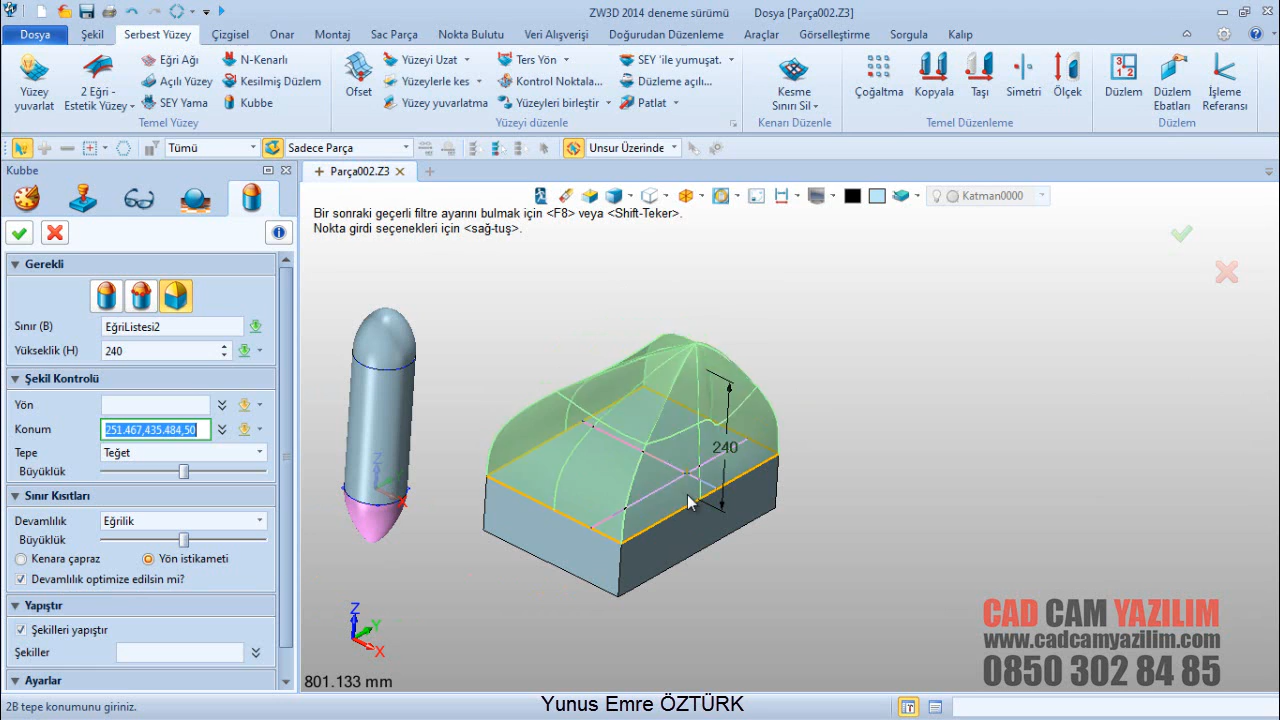 ZW3D 2014 deneme sürümü Dosya [Parça002.Z3]
Dosya Şekil Serbest Yüzey Çizgisel Onar Montaj Sac Parça Nokta Bulutu Veri Alışverişi Doğurudan Düzenleme Araçlar Görselleştirme Sorgula Kalıp
Yüzey yuvarlat
2 Eğri - Estetik Yüzey
Eğri Ağı
Açılı Yüzey
SEY Yama
N-Kenarlı
Kesilmiş Düzlem
Kubbe
Temel Yüzey
Ofset
Yüzeyi Uzat
Yüzeylerle kes
Yüzey yuvarlatma
Ters Yön
Kontrol Noktala...
Yüzeyleri birleştir
SEY 'ile yumuşat.
Düzleme açılı...
Patlat
Yüzeyi düzenle
Kesme Sınırı Sil
Kenarı Düzenle
Çoğaltma
Kopyala
Taşı
Simetri
Ölçek
Temel Düzenleme
Düzlem
Düzlem Ebatları
İşleme Referansı
Düzlem
Tümü Sadece Parça Unsur Üzerinde
Kubbe
Parça002.Z3
Katman0000
Bir sonraki geçerli filtre ayarını bulmak için <F8> veya <Shift-Teker>.
Nokta girdi seçenekleri için <sağ-tuş>.
Gerekli
Sınır (B) EğriListesi2
Yükseklik (H) 240
Şekil Kontrolü
Yön
Konum 251.467,435.484,50
Tepe Teğet
Büyüklük
Sınır Kısıtları
Devamlılık Eğrilik
Büyüklük
Kenara çapraz Yön istikameti
Devamlılık optimize edilsin mi?
Yapıştır
Şekilleri yapıştır
Şekiller
Ayarlar
240
Z
X
Z
Y
X
801.133 mm
CAD CAM YAZILIM
www.cadcamyazilim.com
0850 302 84 85
2B tepe konumunu giriniz.
Yunus Emre ÖZTÜRK